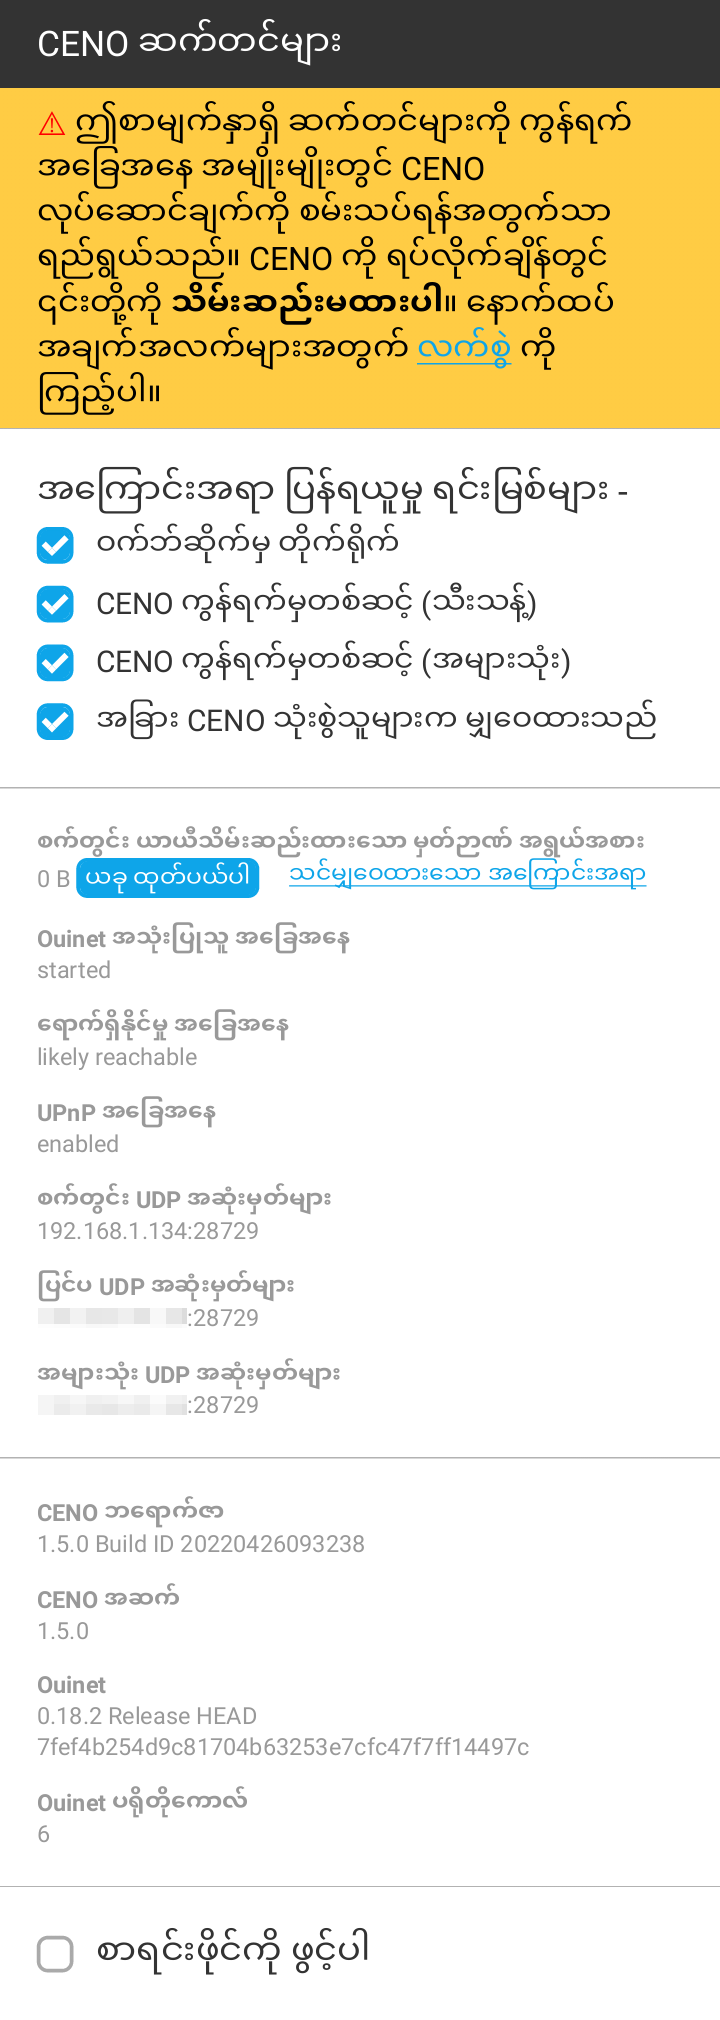 CENO ဆက်တင်များ
⚠ ဤစာမျက်နှာရှိ ဆက်တင်များကို ကွန်ရက်
အခြေအနေ အမျိုးမျိုးတွင် CENO
လုပ်ဆောင်ချက်ကို စမ်းသပ်ရန်အတွက်သာ
ရည်ရွယ်သည်။ CENO ကို ရပ်လိုက်ချိန်တွင်
၎င်းတို့ကို သိမ်းဆည်းမထားပါ။ နောက်ထပ်
အချက်အလက်များအတွက် လက်စွဲ ကို
ကြည့်ပါ။
အကြောင်းအရာ ပြန်ရယူမှု ရင်းမြစ်များ -
ဝက်ဘ်ဆိုက်မှ တိုက်ရိုက်
CENO ကွန်ရက်မှတစ်ဆင့် (သီးသန့်)
CENO ကွန်ရက်မှတစ်ဆင့် (အများသုံး)
အခြား CENO သုံးစွဲသူများက မျှဝေထားသည်
စက်တွင်း ယာယီသိမ်းဆည်းထားသော မှတ်ဉာဏ် အရွယ်အစား
0 B ယခု ထုတ်ပယ်ပါ သင်မျှဝေထားသော အကြောင်းအရာ
Ouinet အသုံးပြုသူ အခြေအနေ
started
ရောက်ရှိနိုင်မှု အခြေအနေ
likely reachable
UPnP အခြေအနေ
enabled
စက်တွင်း UDP အဆုံးမှတ်များ
192.168.1.134:28729
ပြင်ပ UDP အဆုံးမှတ်များ
:28729
အများသုံး UDP အဆုံးမှတ်များ
:28729
CENO ဘရောက်ဇာ
1.5.0 Build ID 20220426093238
CENO အဆက်
1.5.0
Ouinet
0.18.2 Release HEAD
7fef4b254d9c81704b63253e7cfc47f7ff14497c
Ouinet ပရိုတိုကောလ်
6
စာရင်းဖိုင်ကို ဖွင့်ပါ